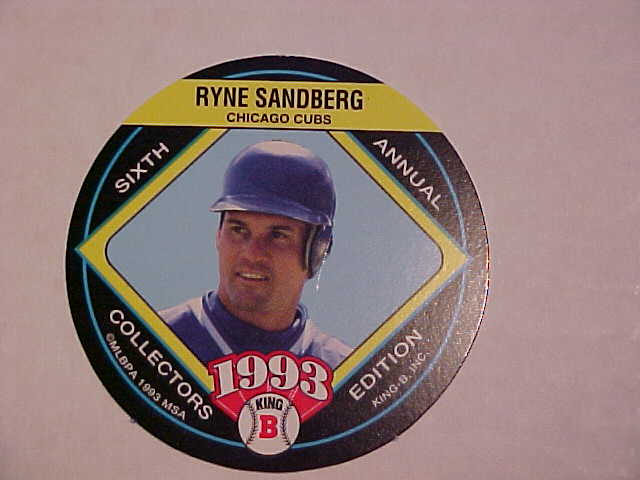 RYNE SANDBERG
CHICAGO CUBS
SIXTH
ANNUAL
COLLECTORS
EDITION
©MLBPA 1993 MSA
KING-B, INC.
1993
KING
B